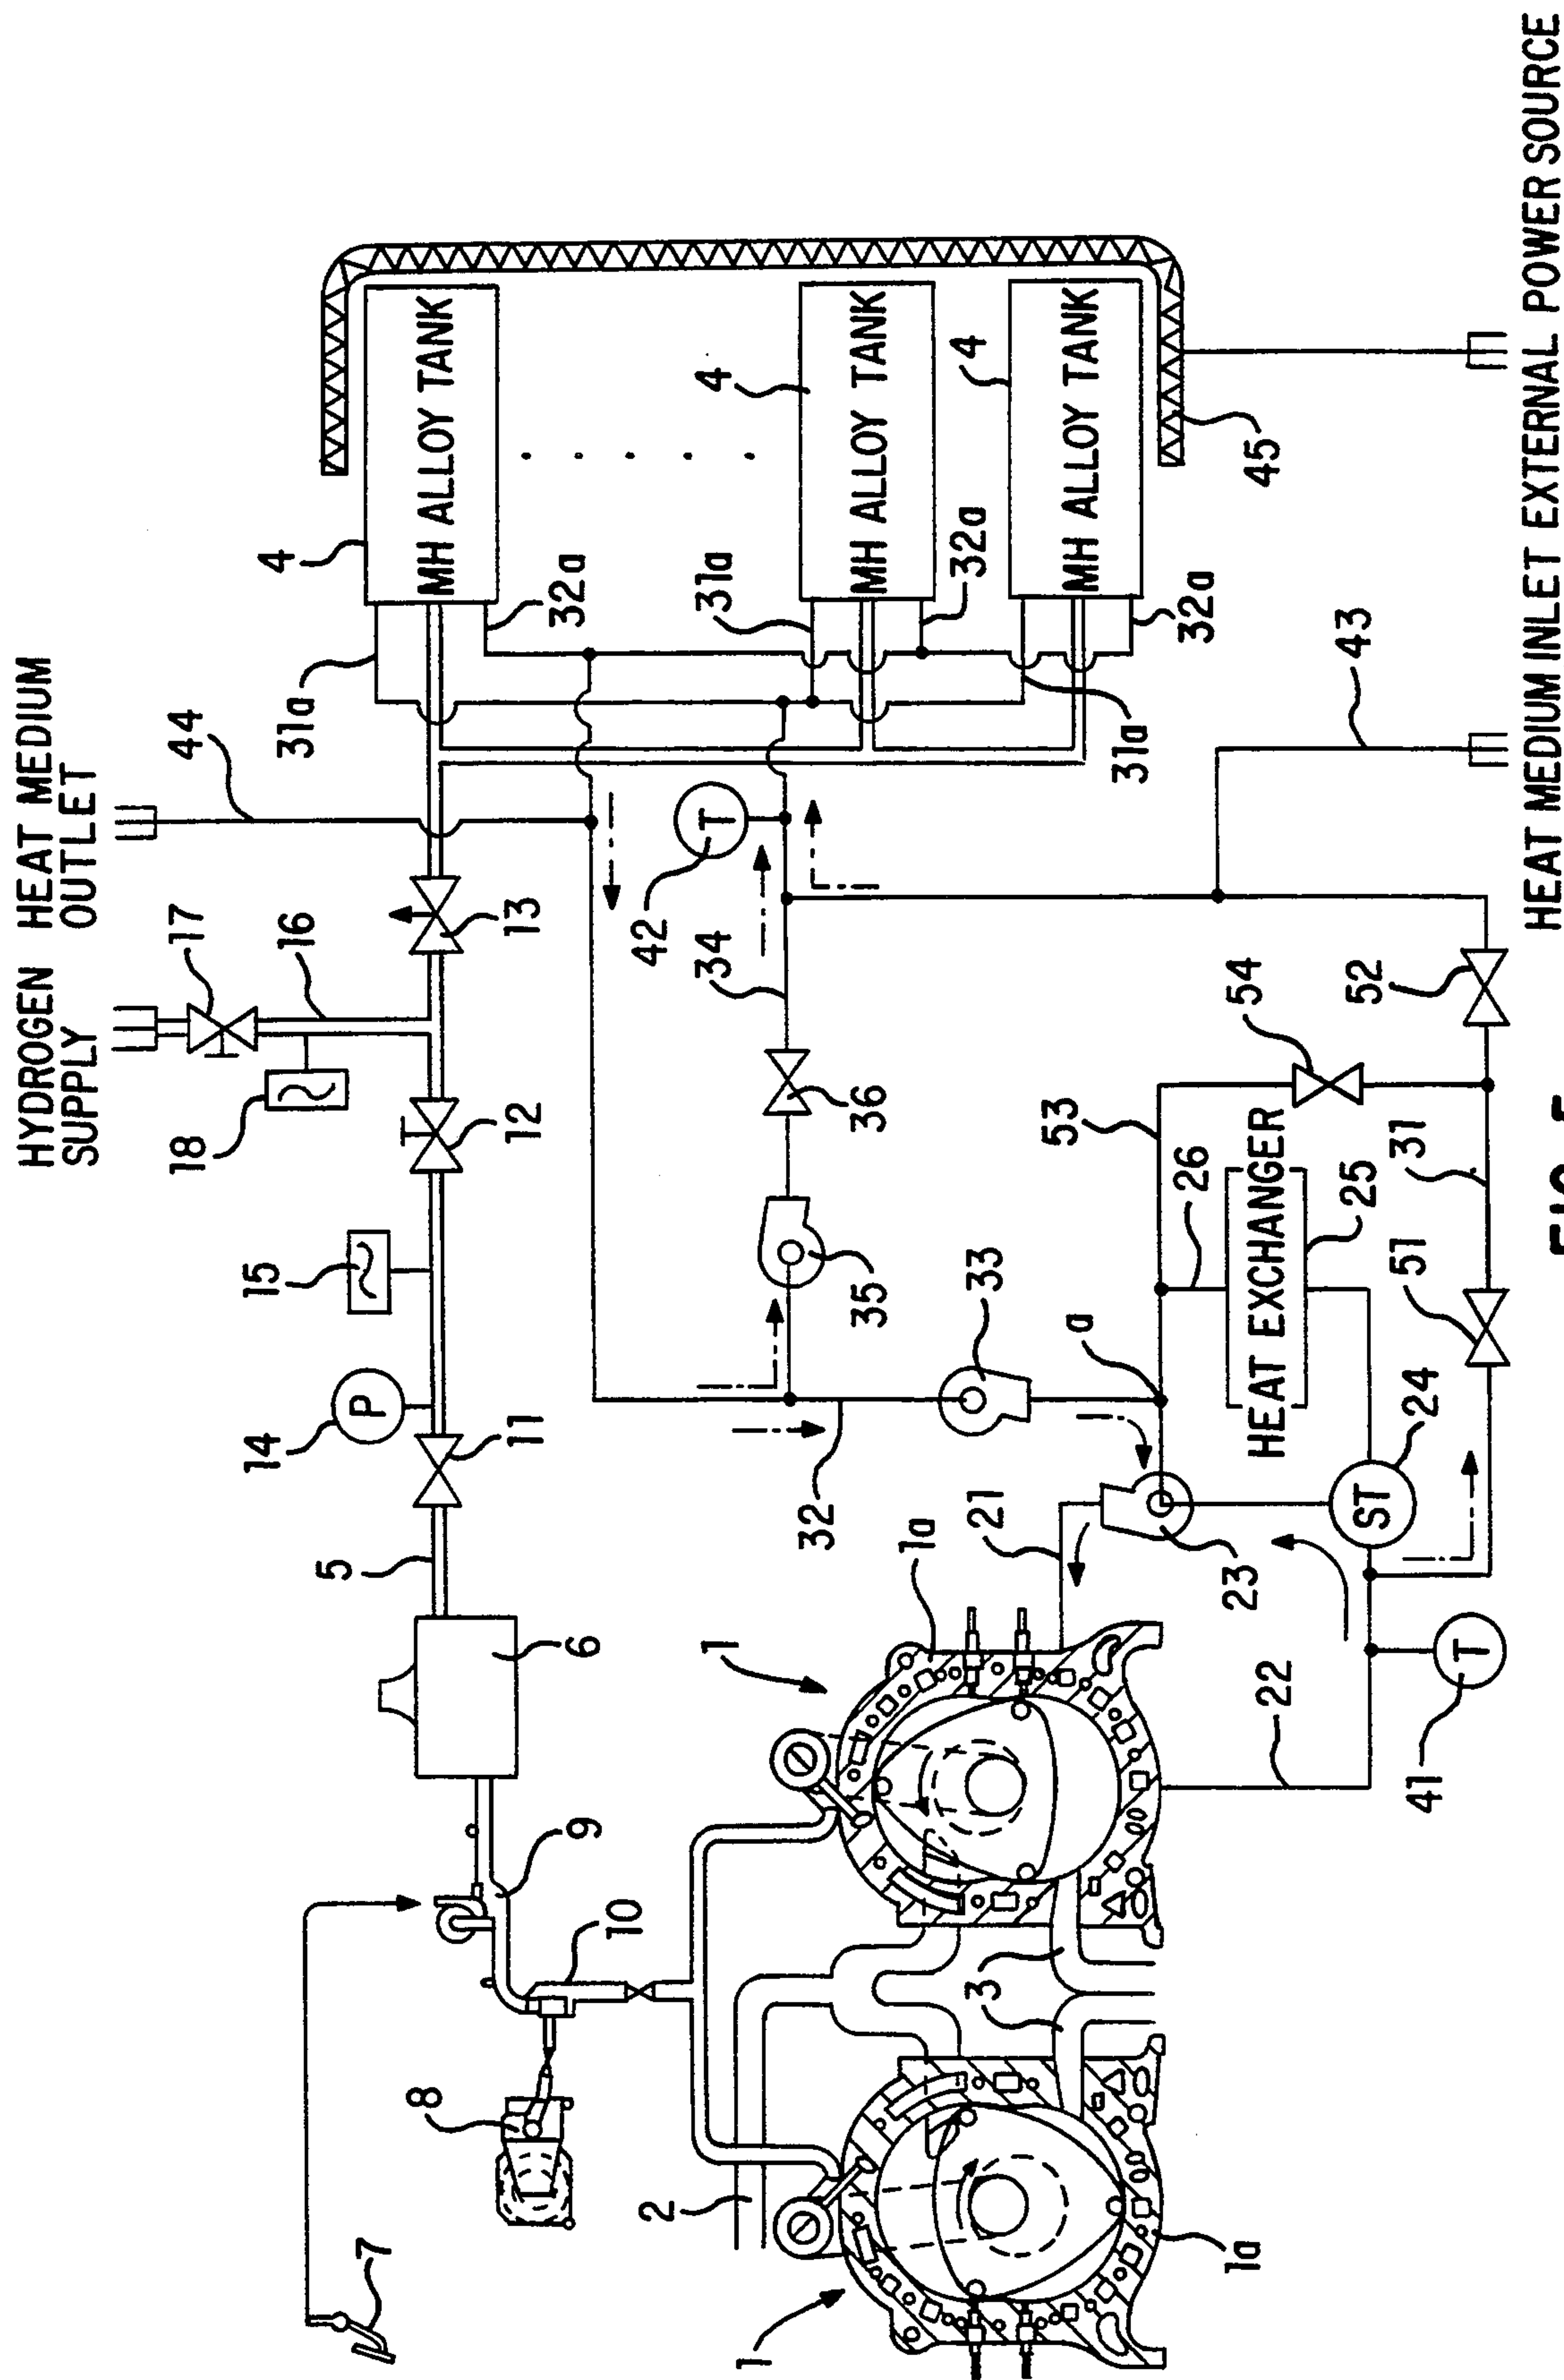 HYDROGEN
SUPPLY
HEAT MEDIUM
OUTLET
18
17
44
14
15
16
31a
4
7
5
11
12
13
8
9
6
10
MH ALLOY TANK
32a
2
1
34
42
31a
4
MH ALLOY TANK
32a
1
1a
32
35
36
33
3
21
a
4
MH ALLOY TANK
31a
32a
53
1a
23
26
HEAT EXCHANGER
54
45
22
24
25
43
T
P
ST
T
41
51
31
52
HEAT MEDIUM INLET
EXTERNAL POWER SOURCE